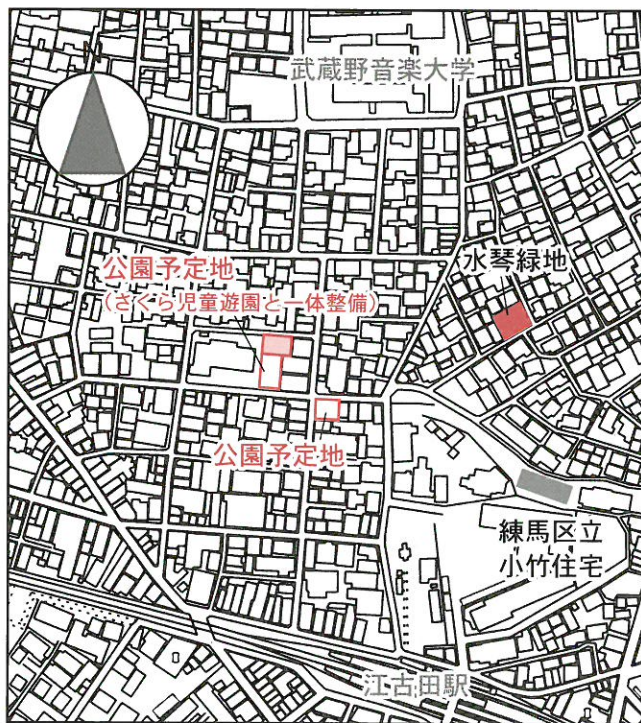 武蔵野音楽大学
水琴緑地
公園予定地
(さくら児童遊園と一体整備)
公園予定地
練馬区立
小竹住宅
江古田駅